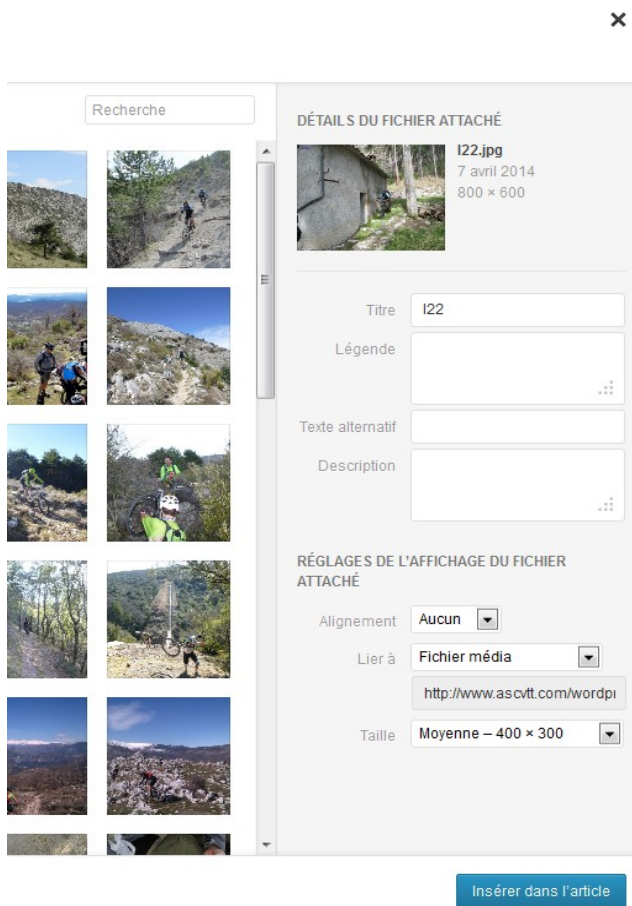 ×
Recherche
DÉTAILS DU FICHIER ATTACHÉ
I22.jpg
7 avril 2014
800 × 600
Titre
I22
Légende
Texte alternatif
Description
RÉGLAGES DE L'AFFICHAGE DU FICHIER
ATTACHÉ
Alignement
Aucun
Lier à
Fichier média
http://www.ascvtt.com/wordpr
Taille
Moyenne – 400 × 300
Insérer dans l'article